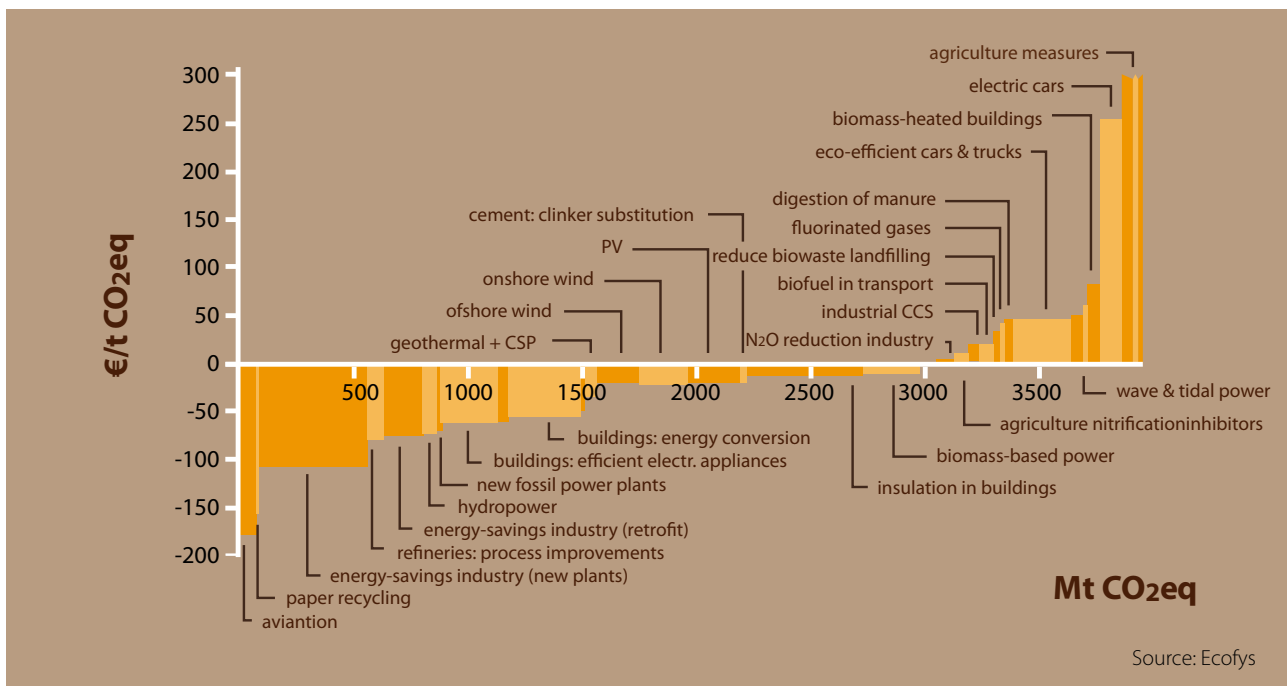 agriculture measures
300
electric cars
250
biomass-heated buildings
200
eco-efficient cars & trucks
150
digestion of manure
cement: clinker substitution
fluorinated gases
PV
reduce biowaste landfilling
100
onshore wind
biofuel in transport
50
ofshore wind
industrial CCS
geothermal + CSP
N2O reduction industry
0
€/t CO2eq
500 1000 1500 2000 2500 3000 3500
wave & tidal power
-50
agriculture nitrificationinhibitors
buildings: energy conversion
biomass-based power
-100
buildings: efficient electr. appliances
new fossil power plants
insulation in buildings
-150
hydropower
energy-savings industry (retrofit)
-200
refineries: process improvements
energy-savings industry (new plants)
Mt CO2eq
paper recycling
aviantion
Source: Ecofys